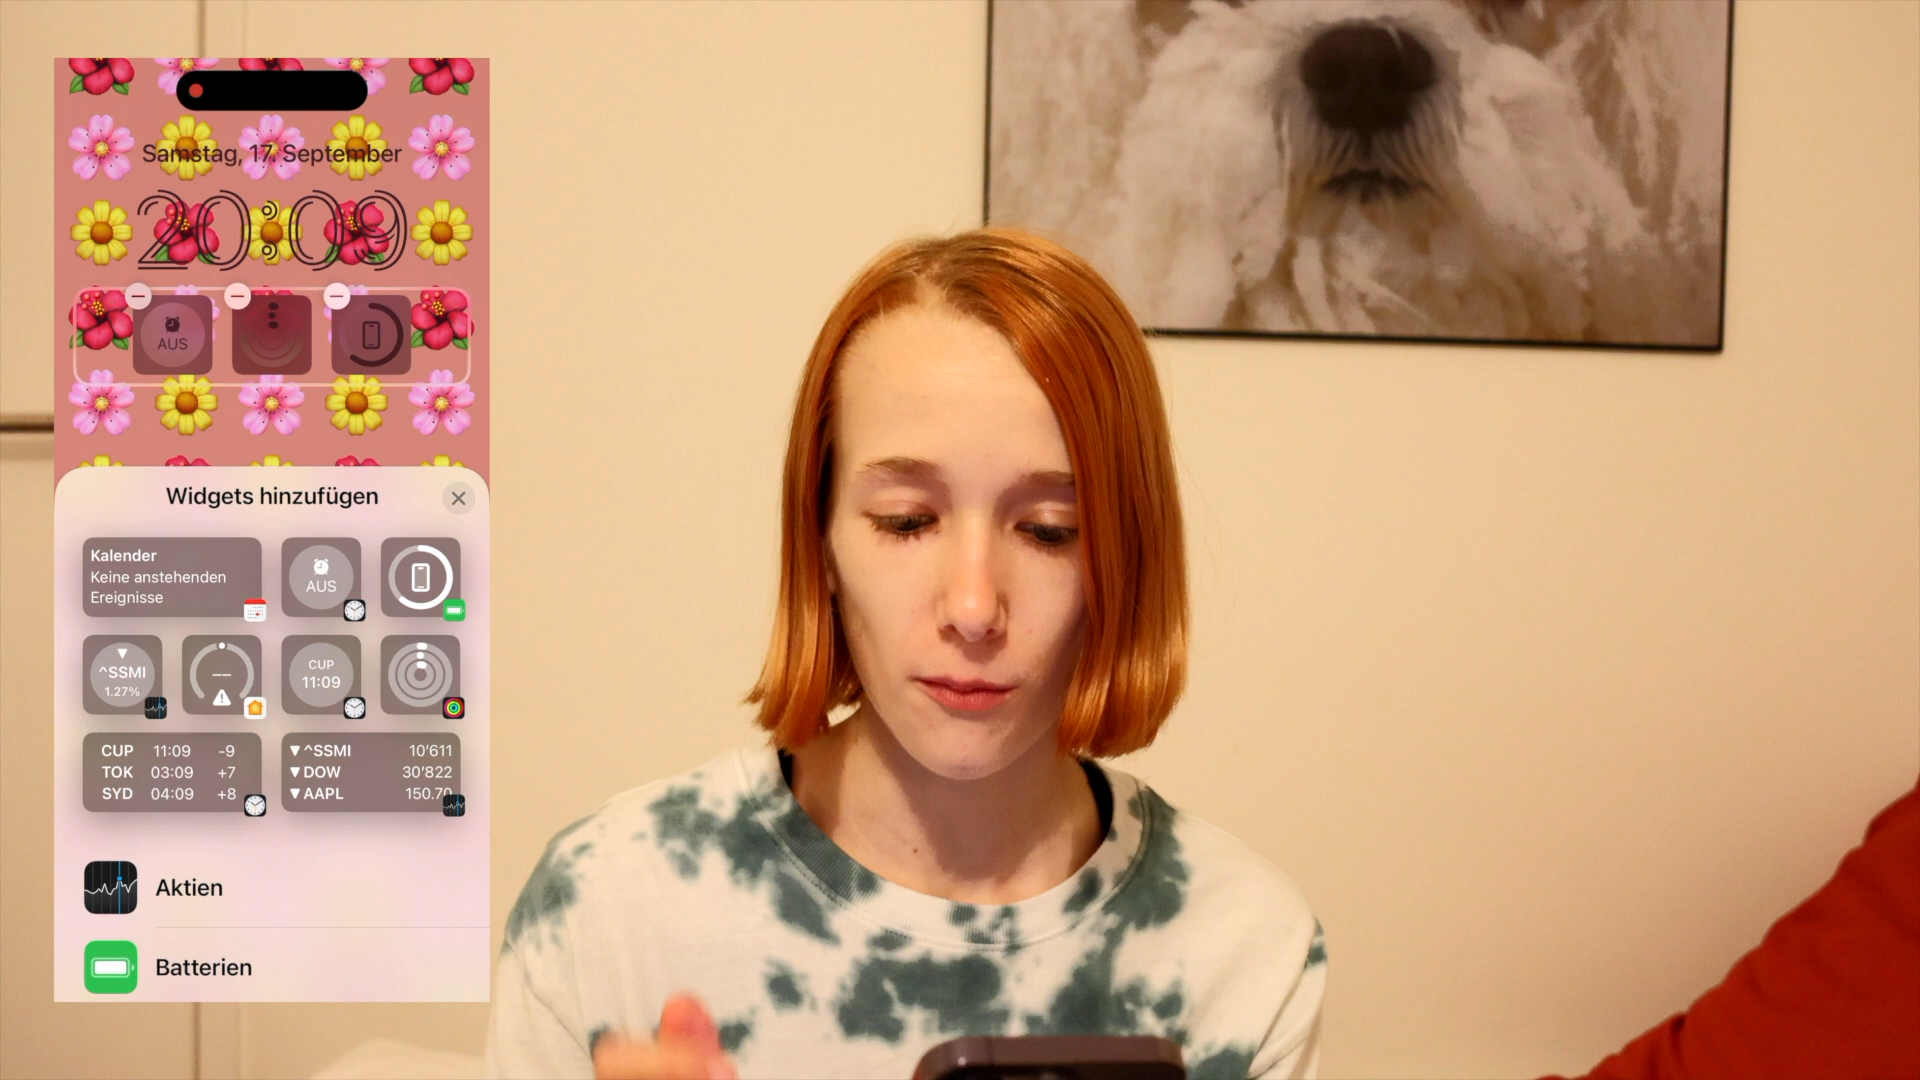 Samstag, 17. September
20:09
AUS
Widgets hinzufügen
Kalender
Keine anstehenden
Ereignisse
AUS
^SSMI
1.27%
--
CUP
11:09
CUP 11:09 -9
TOK 03:09 +7
SYD 04:09 +8
▼ ^SSMI 10’611
▼ DOW 30’822
▼ AAPL 150.70
Aktien
Batterien